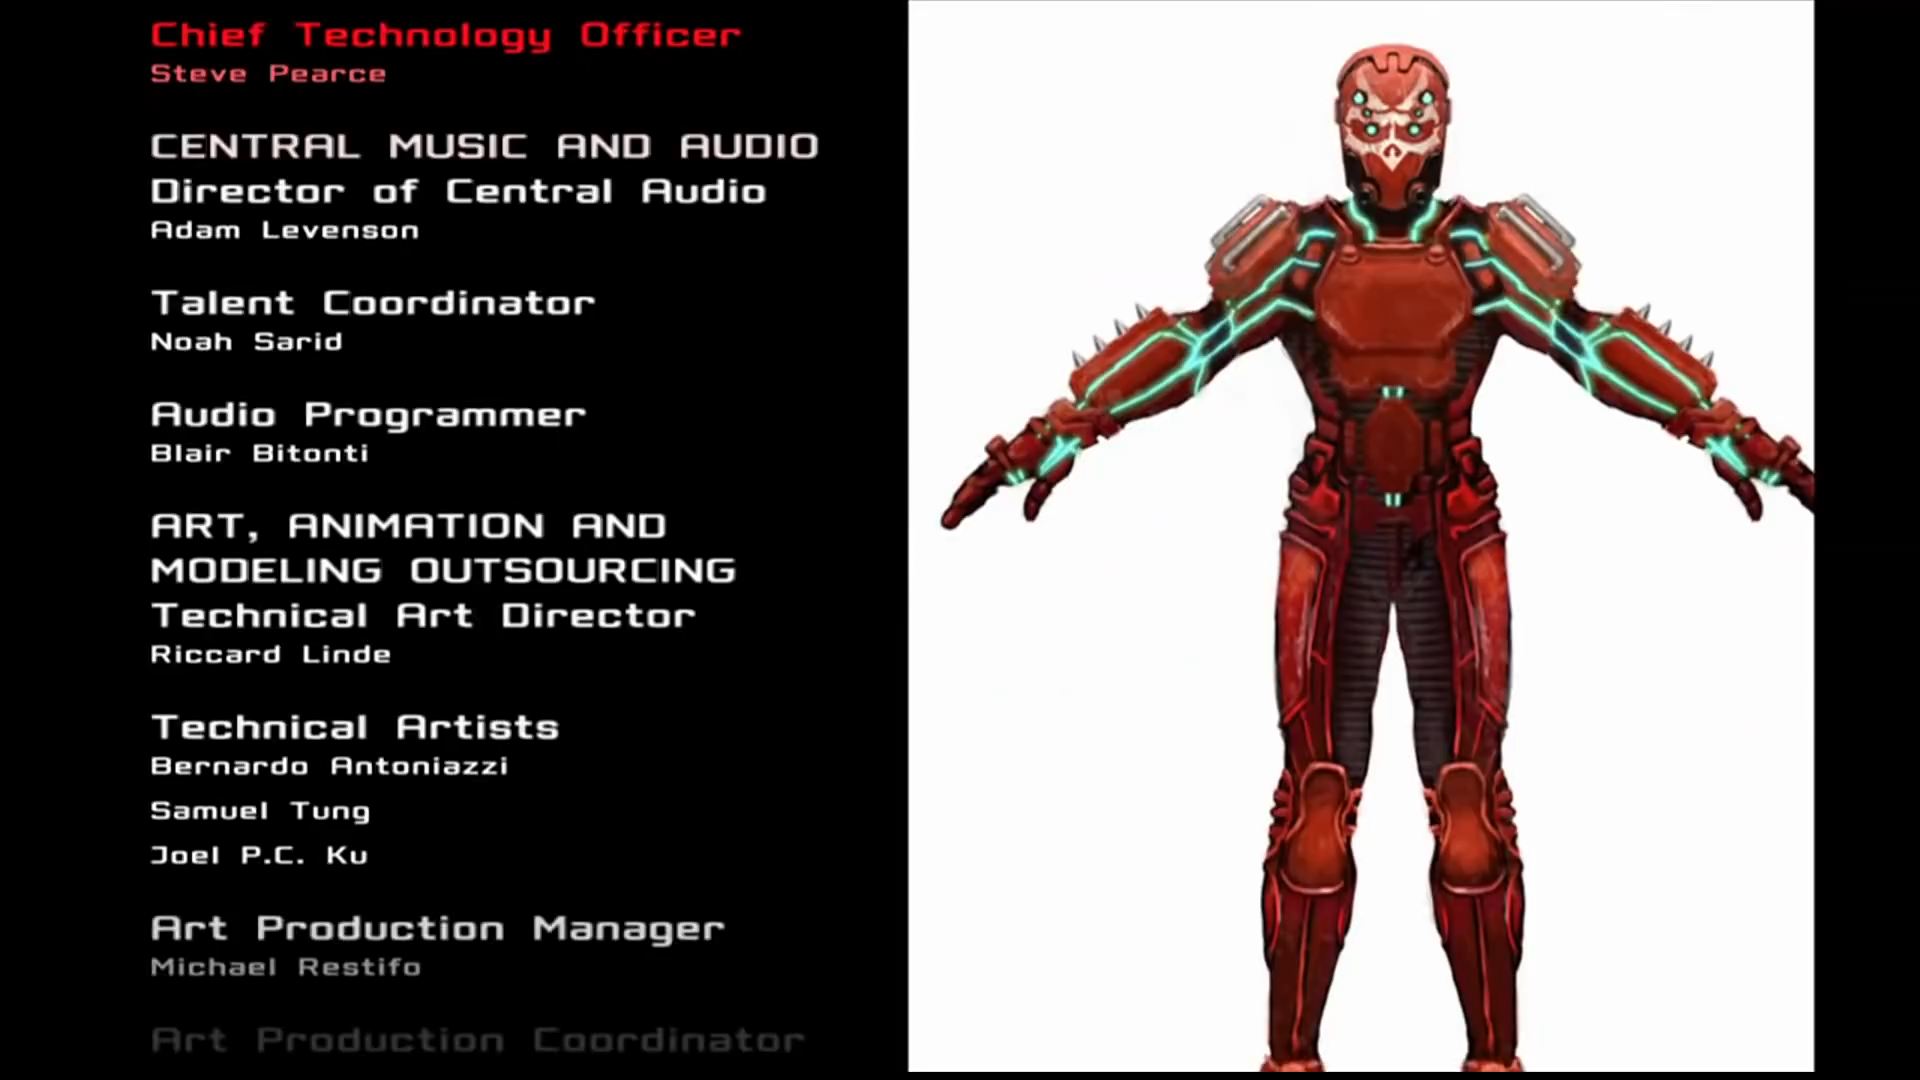 Chief Technology Officer
Steve Pearce
CENTRAL MUSIC AND AUDIO
Director of Central Audio
Adam Levenson
Talent Coordinator
Noah Sarid
Audio Programmer
Blair Bitonti
ART, ANIMATION AND
MODELING OUTSOURCING
Technical Art Director
Riccard Linde
Technical Artists
Bernardo Antoniazzi
Samuel Tung
Joel P.C. Ku
Art Production Manager
Michael Restifo
Art Production Coordinator